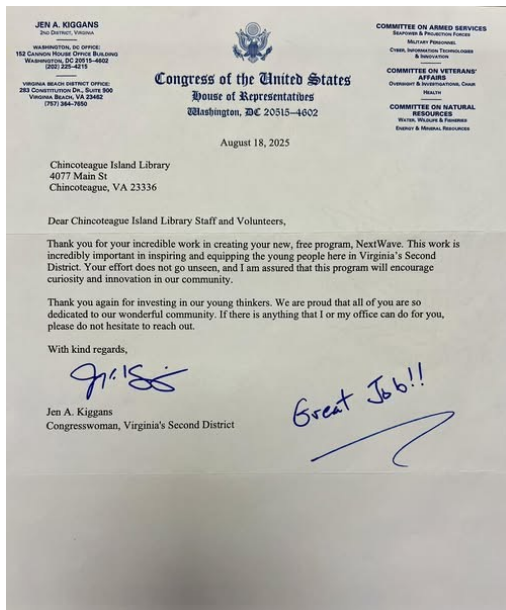 JEN A. KIGGANS
2ND DISTRICT, VIRGINIA
WASHINGTON, DC OFFICE:
152 CANNON HOUSE OFFICE BUILDING
WASHINGTON, DC 20515–4602
(202) 225–4215
VIRGINIA BEACH DISTRICT OFFICE:
283 CONSTITUTION DR., SUITE 900
VIRGINIA BEACH, VA 23462
(757) 364–7650
Congress of the United States
House of Representatives
Washington, DC 20515–4602
COMMITTEE ON ARMED SERVICES
SEAPOWER & PROJECTION FORCES
MILITARY PERSONNEL
CYBER, INFORMATION TECHNOLOGIES
& INNOVATION
COMMITTEE ON VETERANS'
AFFAIRS
OVERSIGHT & INVESTIGATIONS, CHAIR
HEALTH
COMMITTEE ON NATURAL
RESOURCES
WATER, WILDLIFE & FISHERIES
ENERGY & MINERAL RESOURCES
August 18, 2025
Chincoteague Island Library
4077 Main St
Chincoteague, VA 23336
Dear Chincoteague Island Library Staff and Volunteers,
Thank you for your incredible work in creating your new, free program, NextWave. This work is
incredibly important in inspiring and equipping the young people here in Virginia's Second
District. Your effort does not go unseen, and I am assured that this program will encourage
curiosity and innovation in our community.
Thank you again for investing in our young thinkers. We are proud that all of you are so
dedicated to our wonderful community. If there is anything that I or my office can do for you,
please do not hesitate to reach out.
With kind regards,
Jen A. Kiggans
Congresswoman, Virginia's Second District
Great Job!!